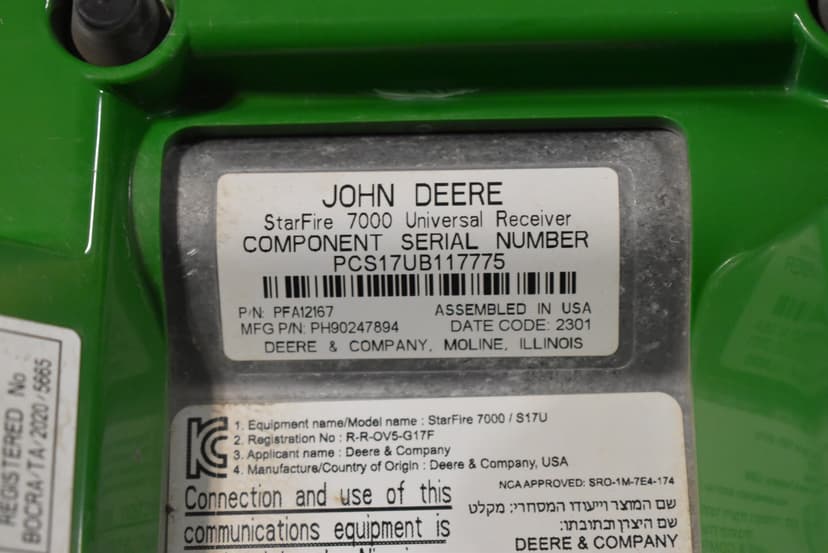 JOHN DEERE
StarFire 7000 Universal Receiver
COMPONENT SERIAL NUMBER
PCS17UB117775
P/N: PFA12167
ASSEMBLED IN USA
MFG P/N: PH90247894
DATE CODE: 2301
DEERE & COMPANY, MOLINE, ILLINOIS
REGISTERED No
BOCRA/TA/2020/5665
1. Equipment name/Model name : StarFire 7000 / S17U
2. Registration No : R-R-OV5-G17F
3. Applicant name : Deere & Company
4. Manufacture/Country of Origin : Deere & Company, USA
NCA APPROVED: SRO-1M-7E4-174
Connection and use of this
communications equipment is
שם המוצר וייעודו המסחרי: מקלט
שם היצרן וכתובתו:
DEERE & COMPANY